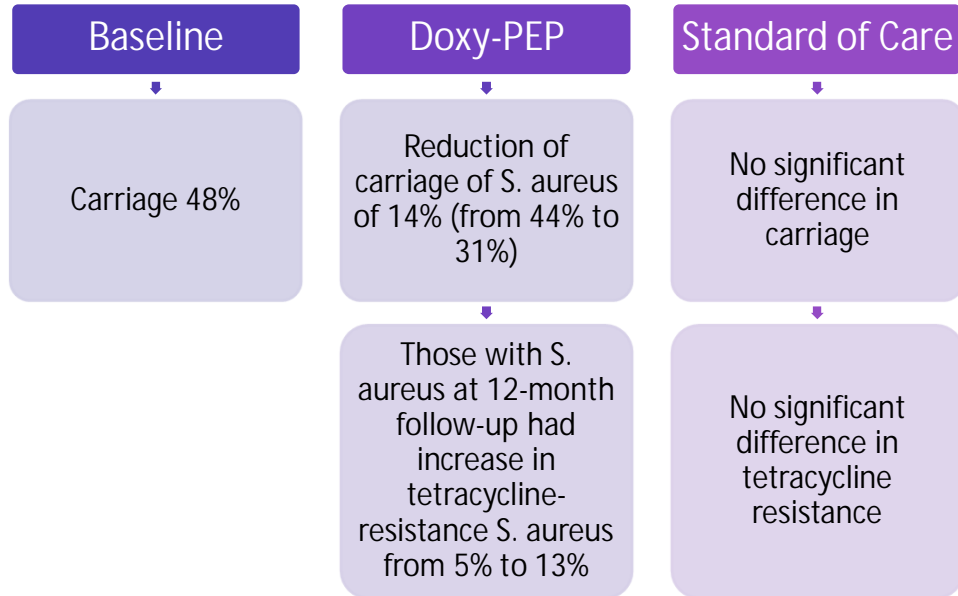 Baseline
Carriage 48%
Doxy-PEP
Reduction of
carriage of S. aureus
of 14% (from 44% to
31%)
Those with S.
aureus at 12-month
follow-up had
increase in
tetracycline-
resistance S. aureus
from 5% to 13%
Standard of Care
No significant
difference in
carriage
No significant
difference in
tetracycline
resistance